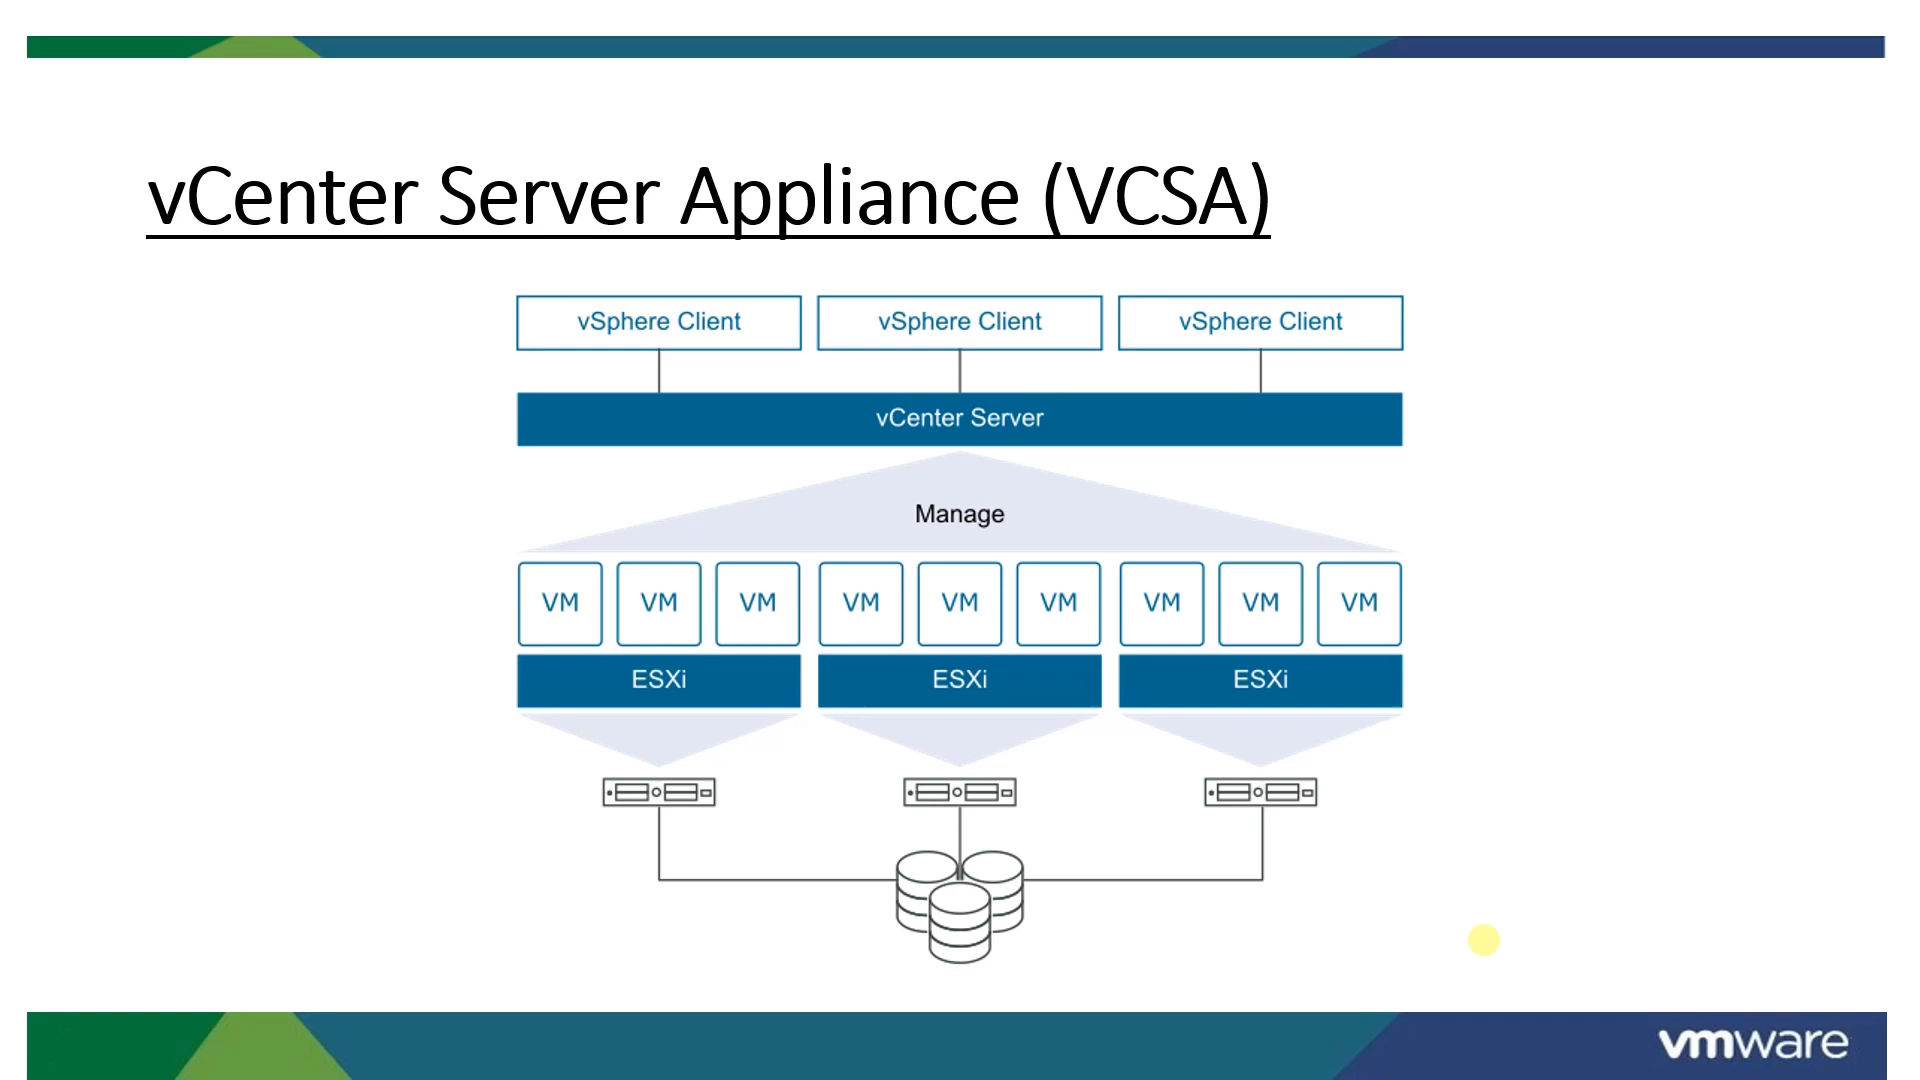 vCenter Server Appliance (VCSA)
vSphere Client vSphere Client vSphere Client
vCenter Server
Manage
VM VM VM VM VM VM VM VM VM
ESXi ESXi ESXi
vmware